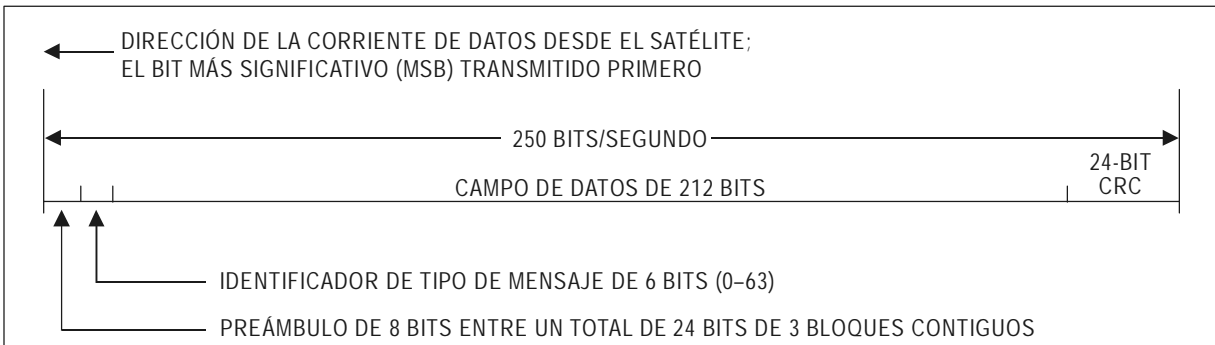 DIRECCIÓN DE LA CORRIENTE DE DATOS DESDE EL SATÉLITE;
EL BIT MÁS SIGNIFICATIVO (MSB) TRANSMITIDO PRIMERO
250 BITS/SEGUNDO
24-BIT
CRC
CAMPO DE DATOS DE 212 BITS
IDENTIFICADOR DE TIPO DE MENSAJE DE 6 BITS (0–63)
PREÁMBULO DE 8 BITS ENTRE UN TOTAL DE 24 BITS DE 3 BLOQUES CONTIGUOS